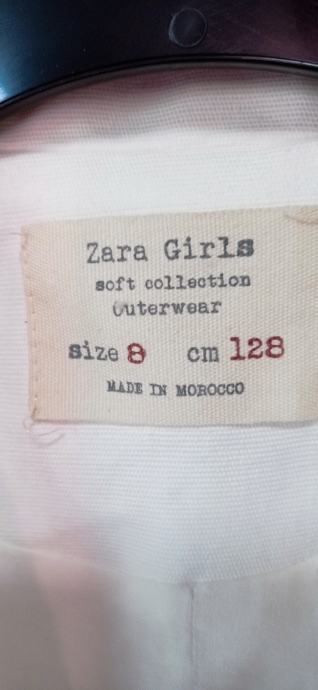 Zara Girls
soft collection
Outerwear
size 8 cm 128
MADE IN MOROCCO